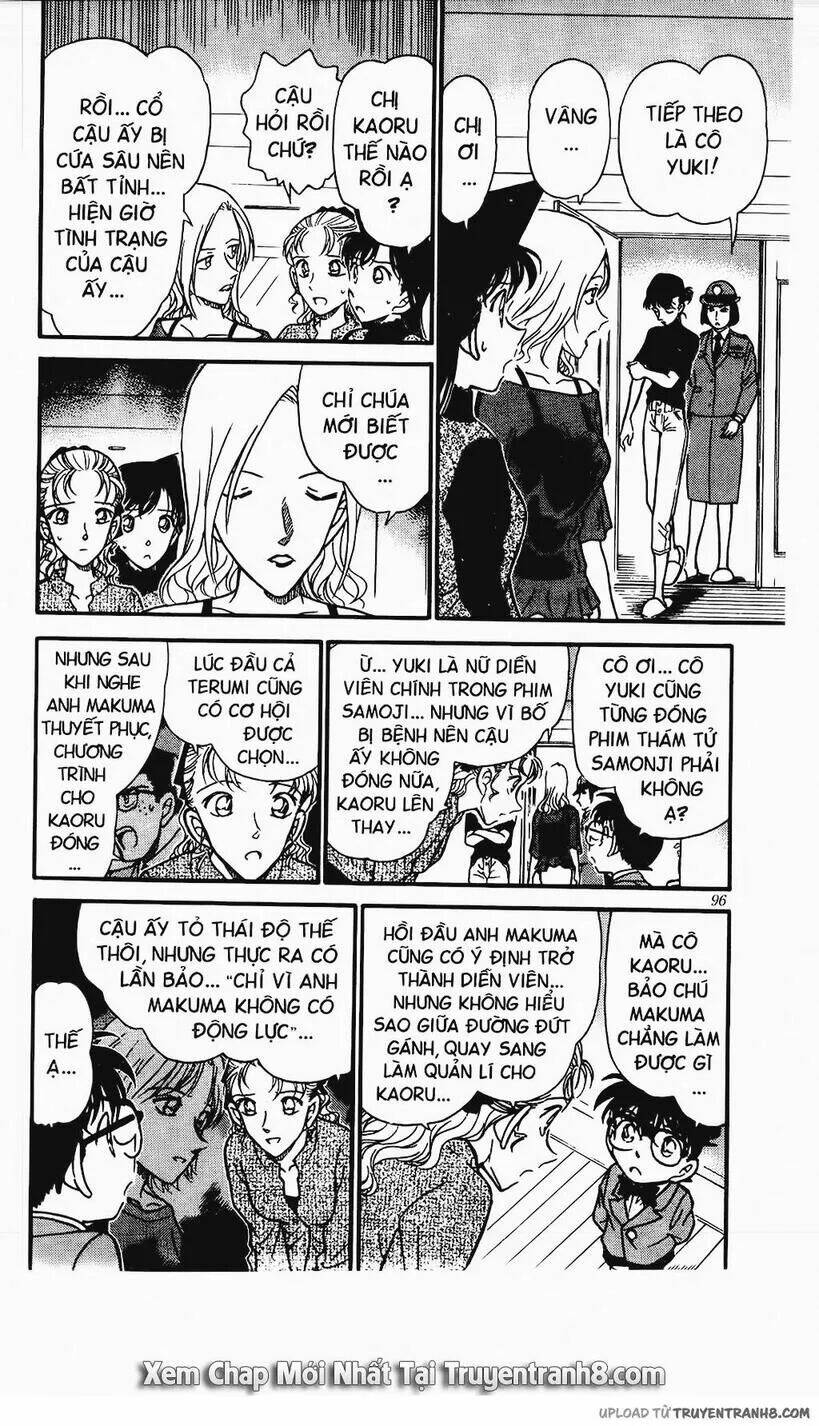 TIẾP THEO
LÀ CÔ
YUKI!
VÂNG
...
CHỊ
ƠI
...
CHỊ
KAORU
THẾ NÀO
RỒI Ạ
?
CẬU
HỎI RỒI
CHỨ?
RỒI... CỔ
CẬU ẤY BỊ
CỨA SÂU NÊN
BẤT TỈNH...
HIỆN GIỜ
TÌNH TRẠNG
CỦA CẬU
ẤY...
CHỈ CHÚA
MỚI BIẾT
ĐƯỢC
...
CÔ ƠI... CÔ
YUKI CŨNG
TỪNG ĐÓNG
PHIM THÁM TỬ
SAMONJI PHẢI
KHÔNG
Ạ?
Ừ... YUKI LÀ NỮ DIỄN
VIÊN CHÍNH TRONG PHIM
SAMOJI... NHƯNG VÌ BỐ
BỊ BỆNH NÊN CẬU
ẤY KHÔNG
ĐÓNG NỮA,
KAORU LÊN
THAY...
LÚC ĐẦU CẢ
TERUMI CŨNG
CÓ CƠ HỘI
ĐƯỢC
CHỌN...
NHƯNG SAU
KHI NGHE
ANH MAKUMA
THUYẾT PHỤC,
CHƯƠNG
TRÌNH
CHO
KAORU
ĐÓNG
...
96
MÀ CÔ
KAORU...
BẢO CHÚ
MAKUMA
CHẲNG LÀM
ĐƯỢC GÌ
...
HỒI ĐẦU ANH MAKUMA
CŨNG CÓ Ý ĐỊNH TRỞ
THÀNH DIỄN VIÊN...
NHƯNG KHÔNG HIỂU
SAO GIỮA ĐƯỜNG ĐỨT
GÁNH, QUAY SANG
LÀM QUẢN LÍ CHO
KAORU...
CẬU ẤY TỎ THÁI ĐỘ THẾ
THÔI, NHƯNG THỰC RA CÓ
LẦN BẢO... "CHỈ VÌ ANH
MAKUMA KHÔNG CÓ
ĐỘNG LỰC"...
THẾ
Ạ...
Xem Chap Mới Nhất Tại Truyentranh8.com
UPLOAD TỪ TRUYENTRANH8.COM